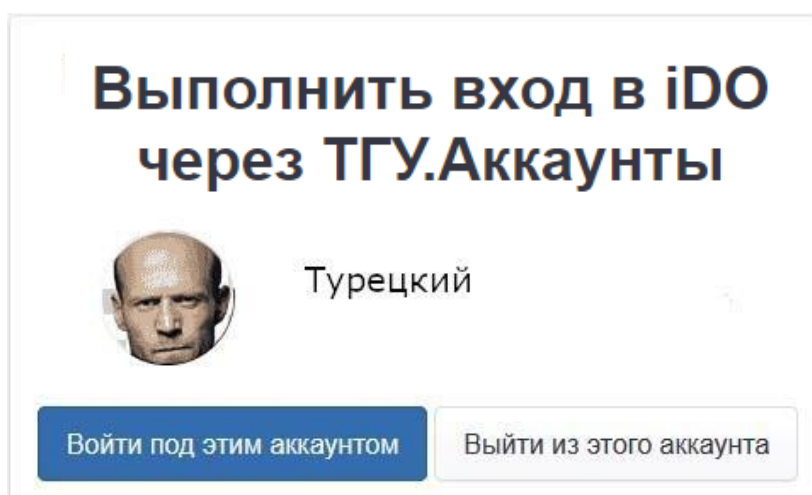 Выполнить вход в iDO
через ТГУ.Аккаунты
Турецкий
Войти под этим аккаунтом
Выйти из этого аккаунта